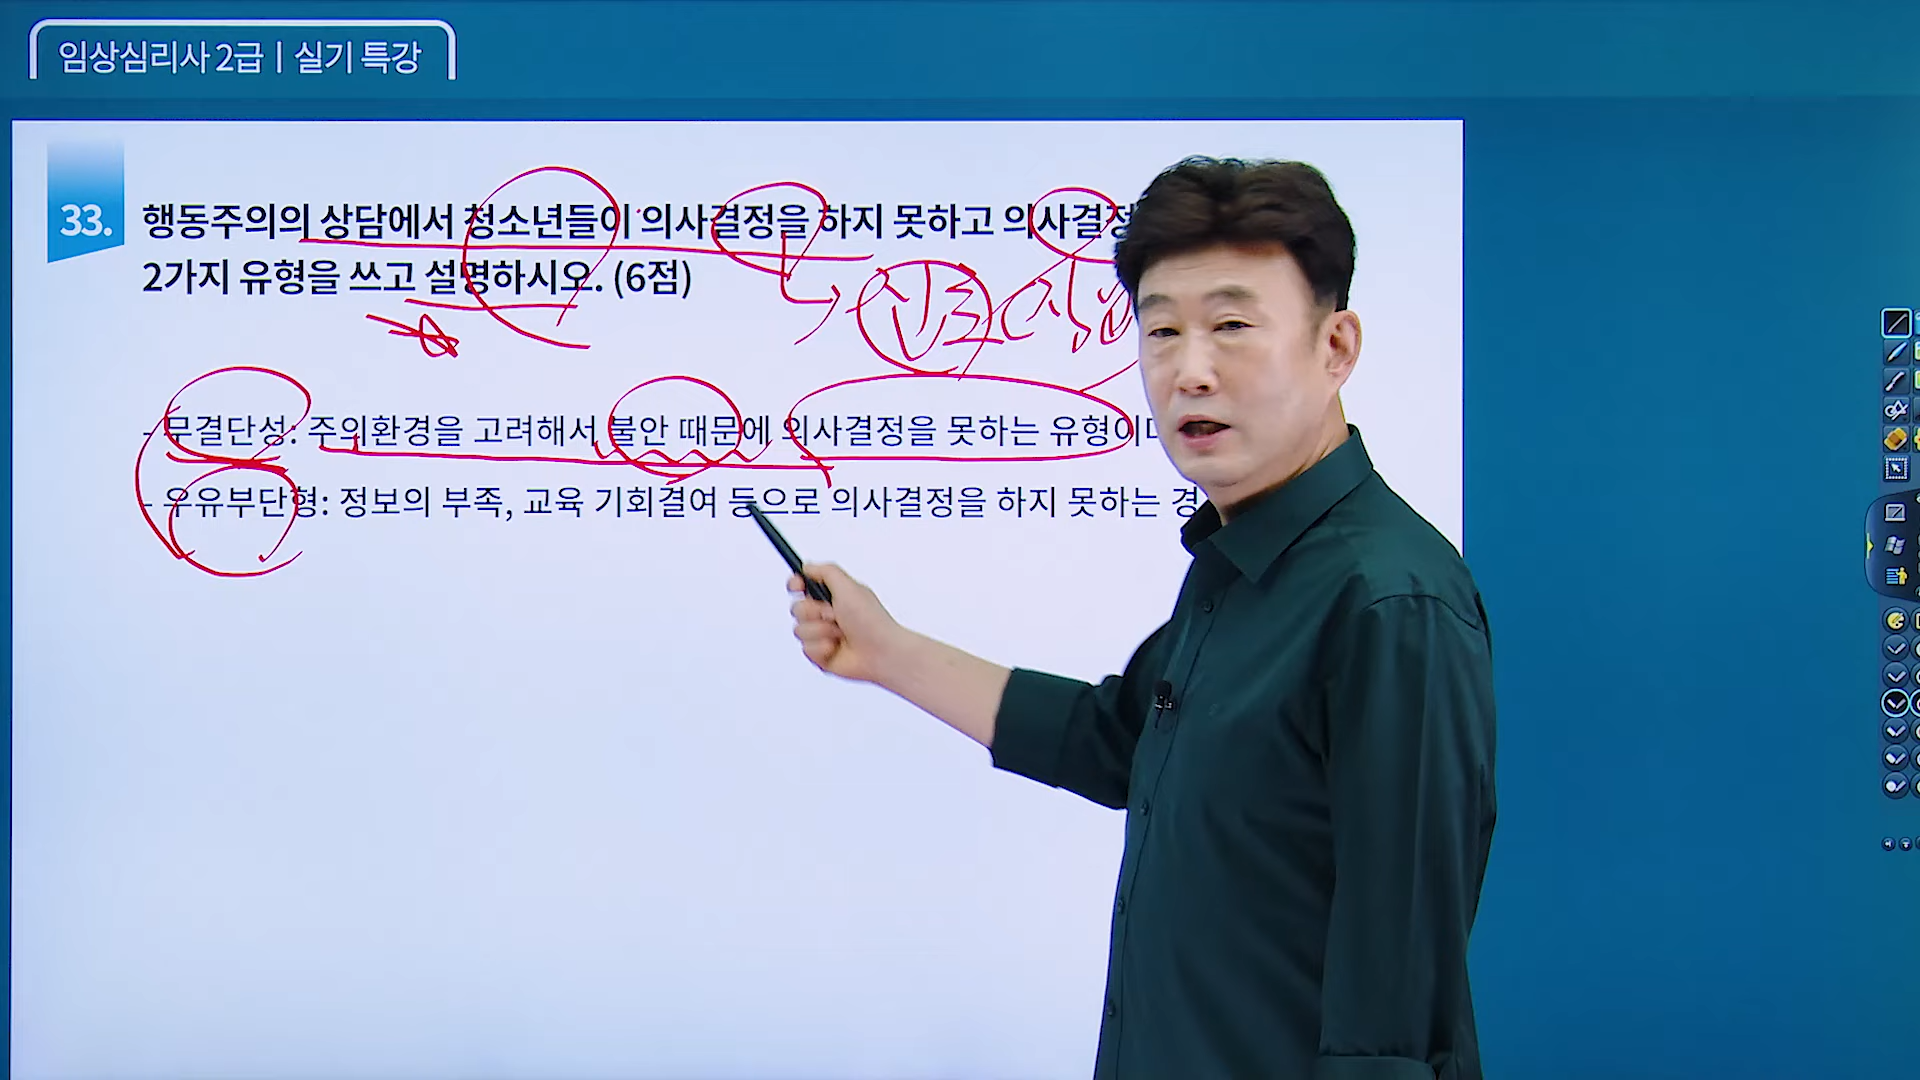 임상심리사 2급 | 실기 특강
33. 행동주의의 상담에서 청소년들이 의사결정을 하지 못하고 의사결정
2가지 유형을 쓰고 설명하시오. (6점)
진로 (직업
- 무결단성: 주의환경을 고려해서 불안 때문에 의사결정을 못하는 유형이
- 우유부단형: 정보의 부족, 교육 기회결여 등으로 의사결정을 하지 못하는 경